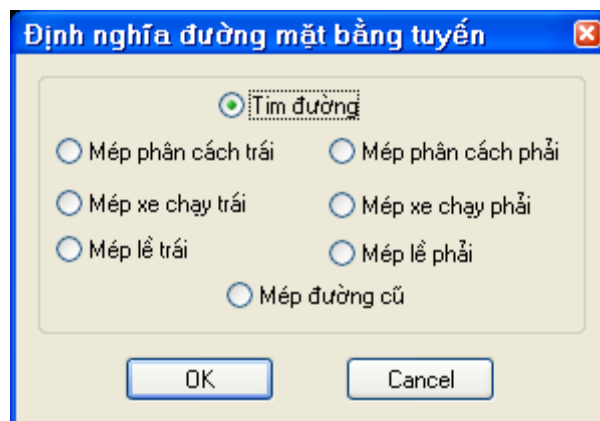 Định nghĩa đường mặt bằng tuyến
Tim đường
Mép phân cách trái Mép phân cách phải
Mép xe chạy trái Mép xe chạy phải
Mép lề trái Mép lề phải
Mép đường cũ
OK Cancel